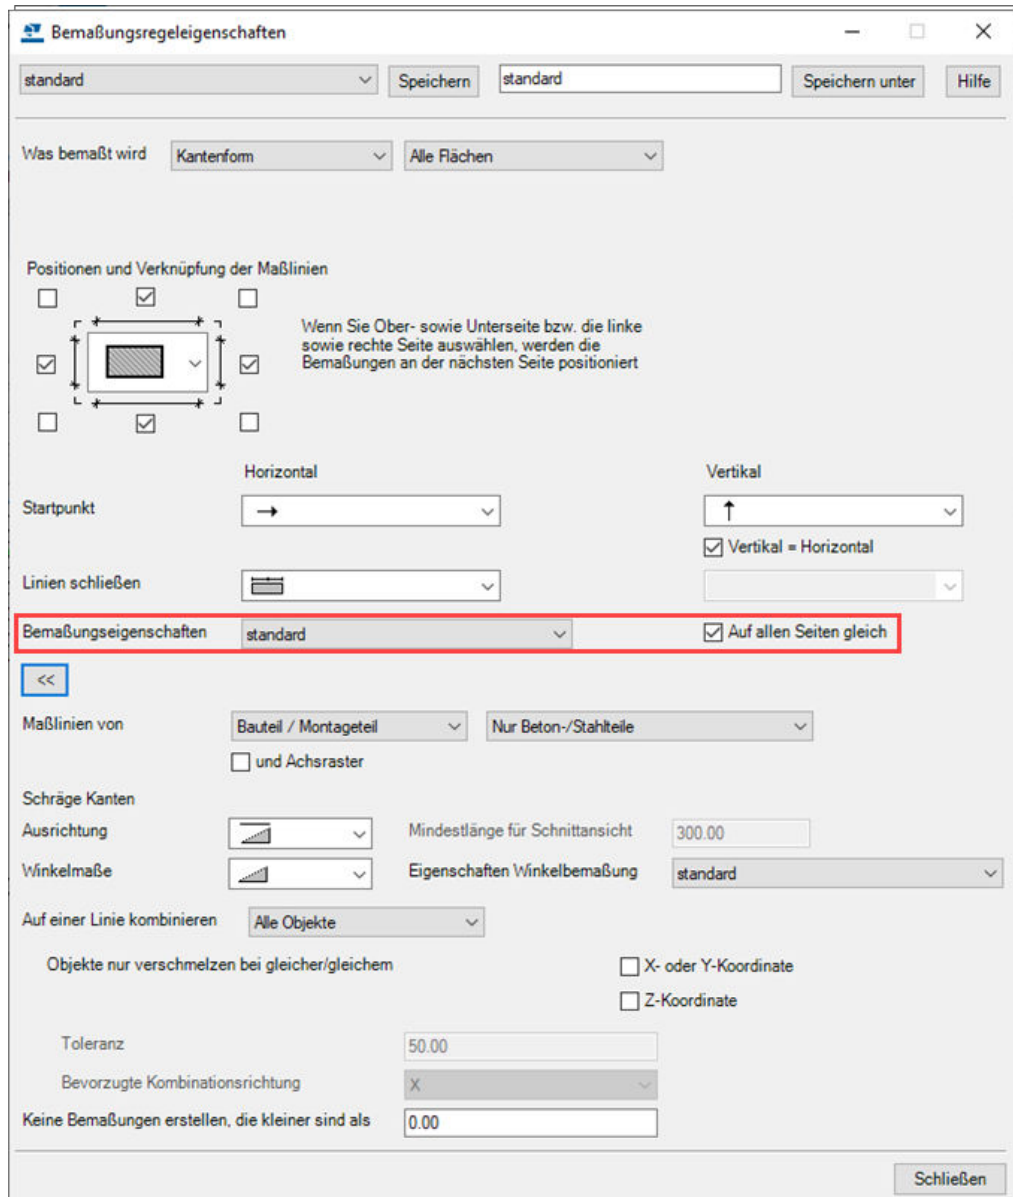 Bemaßungsregeleigenschaften
standard Speichern standard Speichern unter Hilfe
Was bemaßt wird Kantenform Alle Flächen
Positionen und Verknüpfung der Maßlinien
Wenn Sie Ober- sowie Unterseite bzw. die linke
sowie rechte Seite auswählen, werden die
Bemaßungen an der nächsten Seite positioniert
Horizontal Vertikal
Startpunkt
Vertikal = Horizontal
Linien schließen
Bemaßungseigenschaften standard Auf allen Seiten gleich
<<
Maßlinien von Bauteil / Montageteil Nur Beton-/Stahlteile
und Achsraster
Schräge Kanten
Ausrichtung Mindestlänge für Schnittansicht 300.00
Winkelmaße Eigenschaften Winkelbemaßung standard
Auf einer Linie kombinieren Alle Objekte
Objekte nur verschmelzen bei gleicher/gleichem X- oder Y-Koordinate
Z-Koordinate
Toleranz 50.00
Bevorzugte Kombinationsrichtung X
Keine Bemaßungen erstellen, die kleiner sind als 0.00
Schließen